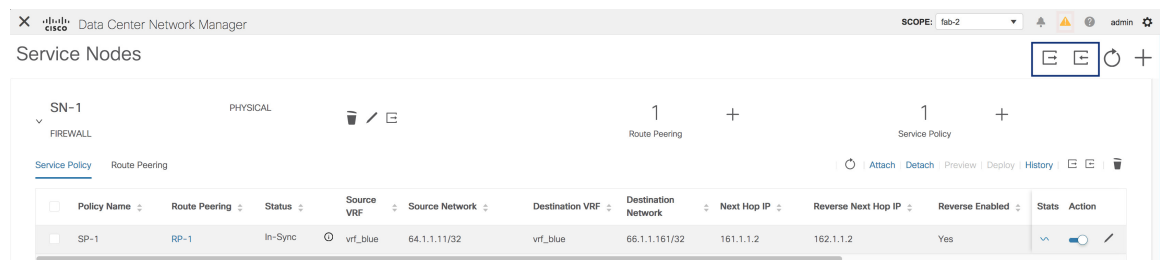 CISCO Data Center Network Manager SCOPE: fab-2 admin
Service Nodes
SN-1 PHYSICAL 1 1
FIREWALL Route Peering Service Policy
Service Policy Route Peering Attach Detach Preview Deploy History
Policy Name Route Peering Status Source VRF Source Network Destination VRF Destination Network Next Hop IP Reverse Next Hop IP Reverse Enabled Stats Action
SP-1 RP-1 In-Sync vrf_blue 64.1.1.11/32 vrf_blue 66.1.1.161/32 161.1.1.2 162.1.1.2 Yes